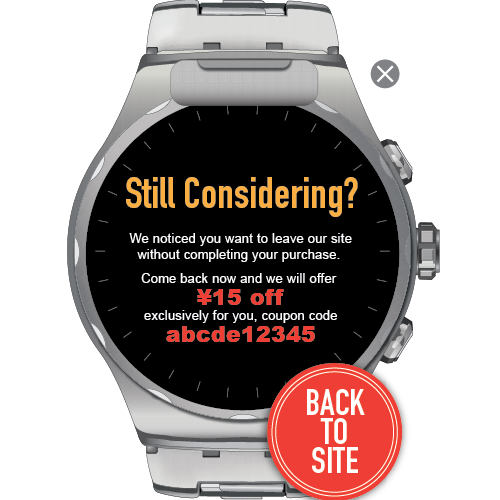 Still Considering?
We noticed you want to leave our site
without completing your purchase.
Come back now and we will offer
¥15 off
exclusively for you, coupon code
abcde12345
BACK
TO
SITE